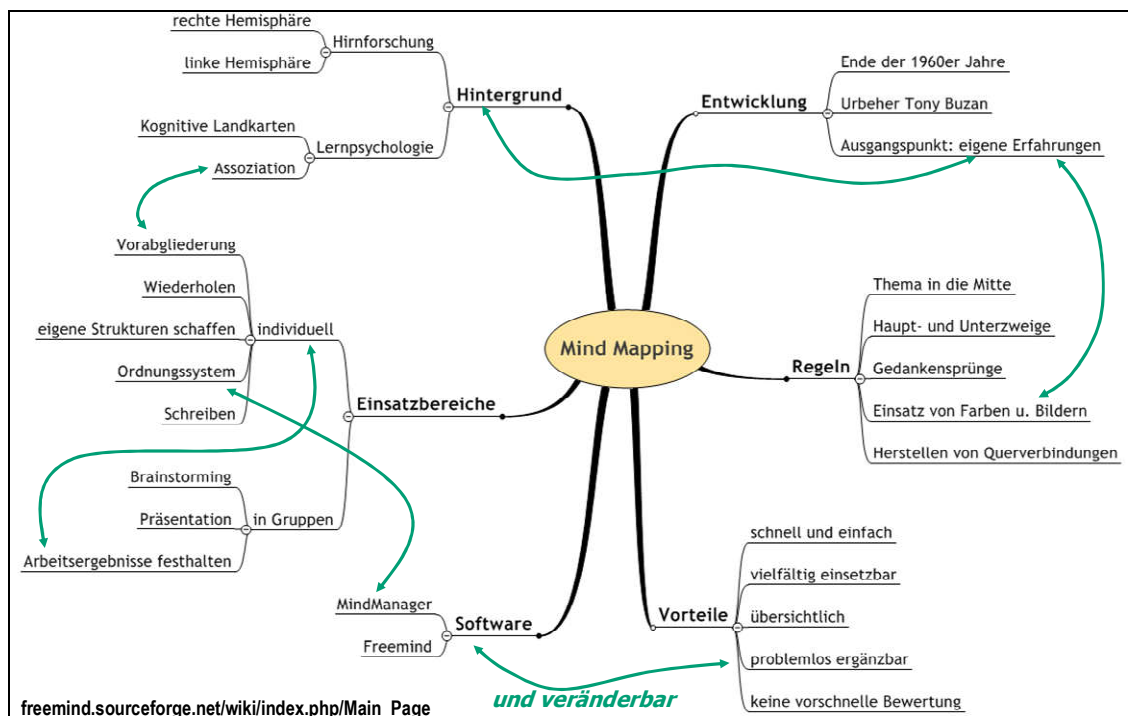 rechte Hemisphäre
linke Hemisphäre
Hirnforschung
Hintergrund
Kognitive Landkarten
Assoziation
Lernpsychologie
Entwicklung
Ende der 1960er Jahre
Urbeher Tony Buzan
Ausgangspunkt: eigene Erfahrungen
Vorabgliederung
Wiederholen
eigene Strukturen schaffen
Ordnungssystem
Schreiben
individuell
Einsatzbereiche
Brainstorming
Präsentation
Arbeitsergebnisse festhalten
in Gruppen
Mind Mapping
Regeln
Thema in die Mitte
Haupt- und Unterzweige
Gedankensprünge
Einsatz von Farben u. Bildern
Herstellen von Querverbindungen
MindManager
Freemind
Software
Vorteile
schnell und einfach
vielfältig einsetzbar
übersichtlich
problemlos ergänzbar
keine vorschnelle Bewertung
und veränderbar
freemind.sourceforge.net/wiki/index.php/Main_Page